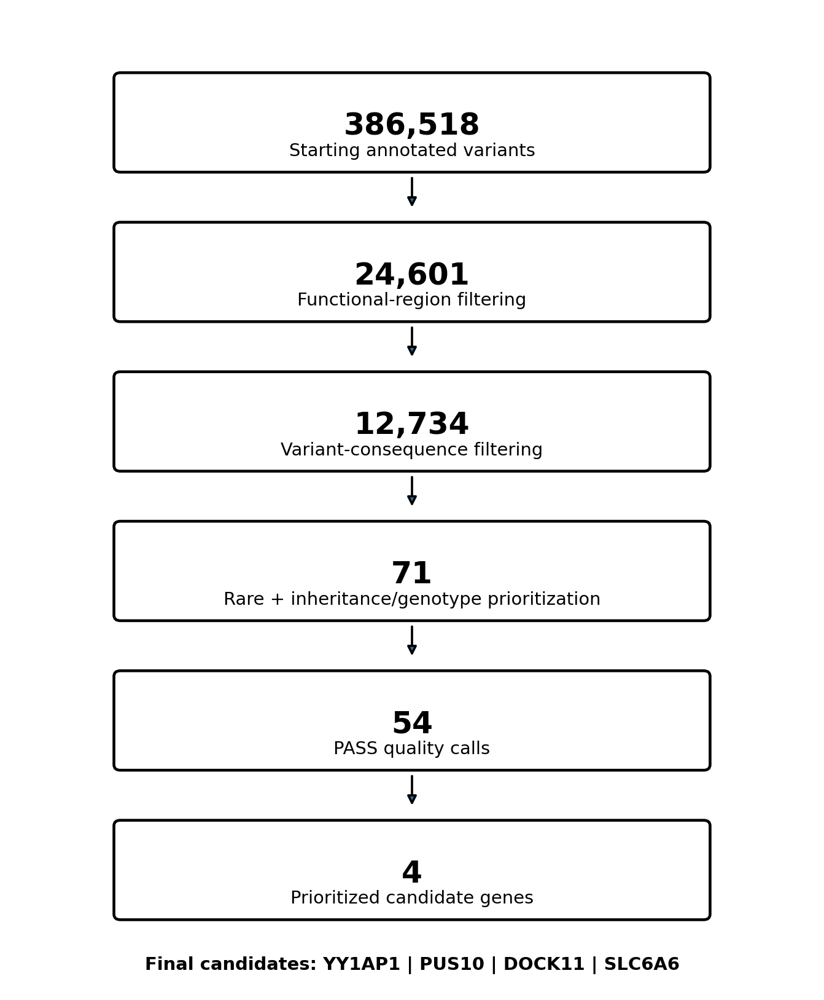 386,518
Starting annotated variants
24,601
Functional-region filtering
12,734
Variant-consequence filtering
71
Rare + inheritance/genotype prioritization
54
PASS quality calls
4
Prioritized candidate genes
Final candidates: YY1AP1 | PUS10 | DOCK11 | SLC6A6